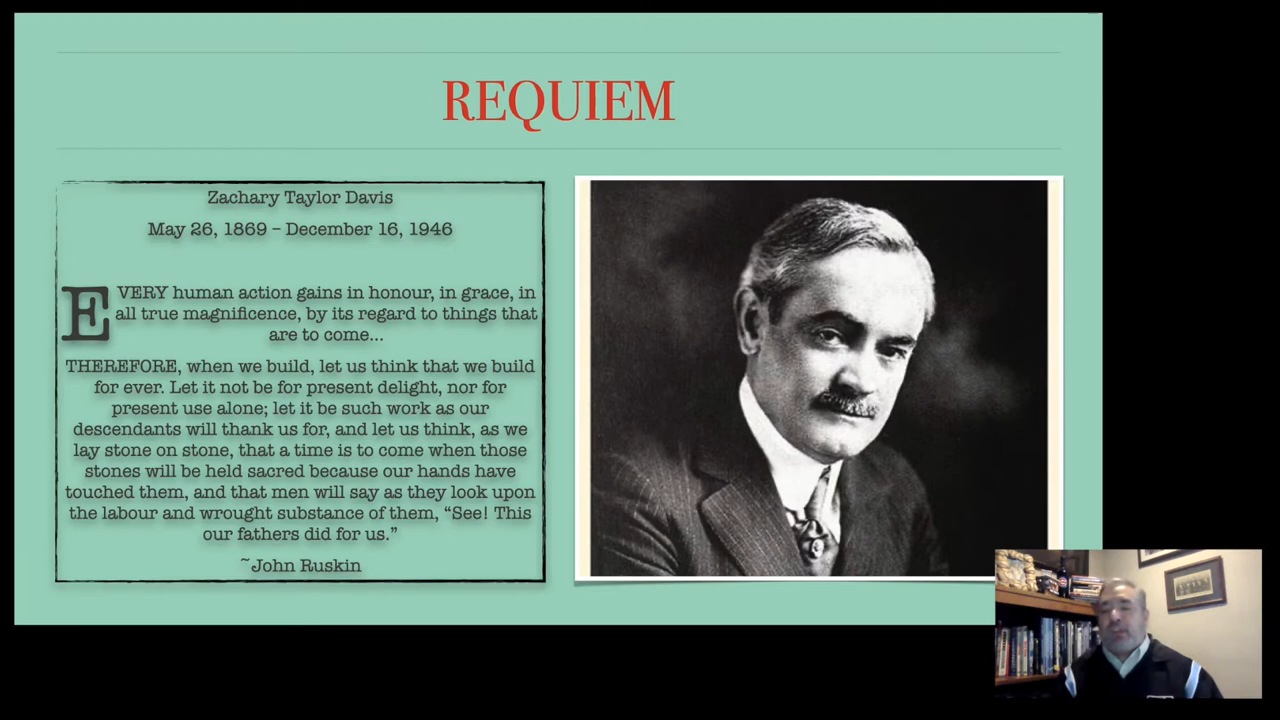 REQUIEM
Zachary Taylor Davis
May 26, 1869 – December 16, 1946
EVERY human action gains in honour, in grace, in
all true magnificence, by its regard to things that
are to come...
THEREFORE, when we build, let us think that we build
for ever. Let it not be for present delight, nor for
present use alone; let it be such work as our
descendants will thank us for, and let us think, as we
lay stone on stone, that a time is to come when those
stones will be held sacred because our hands have
touched them, and that men will say as they look upon
the labour and wrought substance of them, “See! This
our fathers did for us.”
~John Ruskin